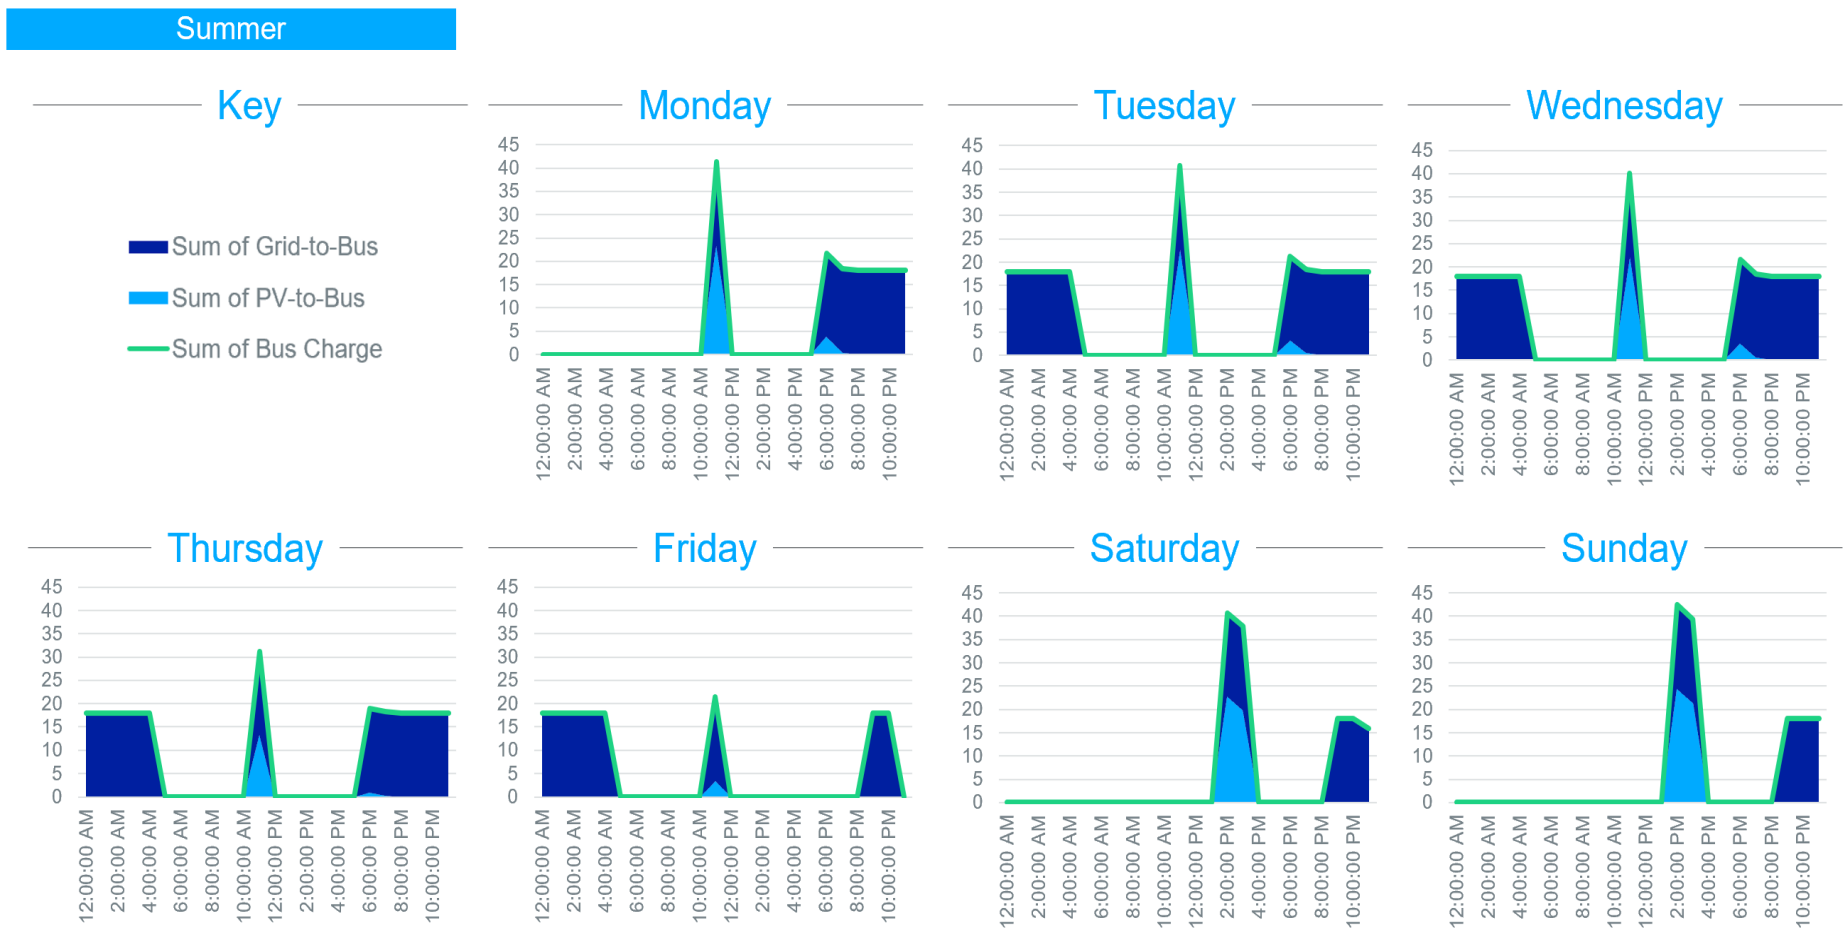 Summer
Key
Sum of Grid-to-Bus
Sum of PV-to-Bus
Sum of Bus Charge
Monday
45
40
35
30
25
20
15
10
5
0
12:00:00 AM
2:00:00 AM
4:00:00 AM
6:00:00 AM
8:00:00 AM
10:00:00 AM
12:00:00 PM
2:00:00 PM
4:00:00 PM
6:00:00 PM
8:00:00 PM
10:00:00 PM
Tuesday
45
40
35
30
25
20
15
10
5
0
12:00:00 AM
2:00:00 AM
4:00:00 AM
6:00:00 AM
8:00:00 AM
10:00:00 AM
12:00:00 PM
2:00:00 PM
4:00:00 PM
6:00:00 PM
8:00:00 PM
10:00:00 PM
Wednesday
45
40
35
30
25
20
15
10
5
0
12:00:00 AM
2:00:00 AM
4:00:00 AM
6:00:00 AM
8:00:00 AM
10:00:00 AM
12:00:00 PM
2:00:00 PM
4:00:00 PM
6:00:00 PM
8:00:00 PM
10:00:00 PM
Thursday
45
40
35
30
25
20
15
10
5
0
12:00:00 AM
2:00:00 AM
4:00:00 AM
6:00:00 AM
8:00:00 AM
10:00:00 AM
12:00:00 PM
2:00:00 PM
4:00:00 PM
6:00:00 PM
8:00:00 PM
10:00:00 PM
Friday
45
40
35
30
25
20
15
10
5
0
12:00:00 AM
2:00:00 AM
4:00:00 AM
6:00:00 AM
8:00:00 AM
10:00:00 AM
12:00:00 PM
2:00:00 PM
4:00:00 PM
6:00:00 PM
8:00:00 PM
10:00:00 PM
Saturday
45
40
35
30
25
20
15
10
5
0
12:00:00 AM
2:00:00 AM
4:00:00 AM
6:00:00 AM
8:00:00 AM
10:00:00 AM
12:00:00 PM
2:00:00 PM
4:00:00 PM
6:00:00 PM
8:00:00 PM
10:00:00 PM
Sunday
45
40
35
30
25
20
15
10
5
0
12:00:00 AM
2:00:00 AM
4:00:00 AM
6:00:00 AM
8:00:00 AM
10:00:00 AM
12:00:00 PM
2:00:00 PM
4:00:00 PM
6:00:00 PM
8:00:00 PM
10:00:00 PM